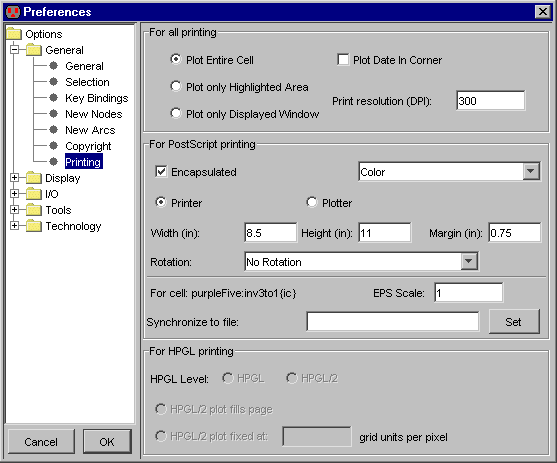 Preferences
Options
General
General
Selection
Key Bindings
New Nodes
New Arcs
Copyright
Printing
Display
I/O
Tools
Technology
Cancel
OK
For all printing
Plot Entire Cell
Plot Date In Corner
Plot only Highlighted Area
Plot only Displayed Window
Print resolution (DPI): 300
For PostScript printing
Encapsulated
Color
Printer
Plotter
Width (in): 8.5 Height (in): 11 Margin (in): 0.75
Rotation: No Rotation
For cell: purpleFive:inv3to1{ic}
EPS Scale: 1
Synchronize to file:
Set
For HPGL printing
HPGL Level: HPGL HPGL/2
HPGL/2 plot fills page
HPGL/2 plot fixed at: grid units per pixel